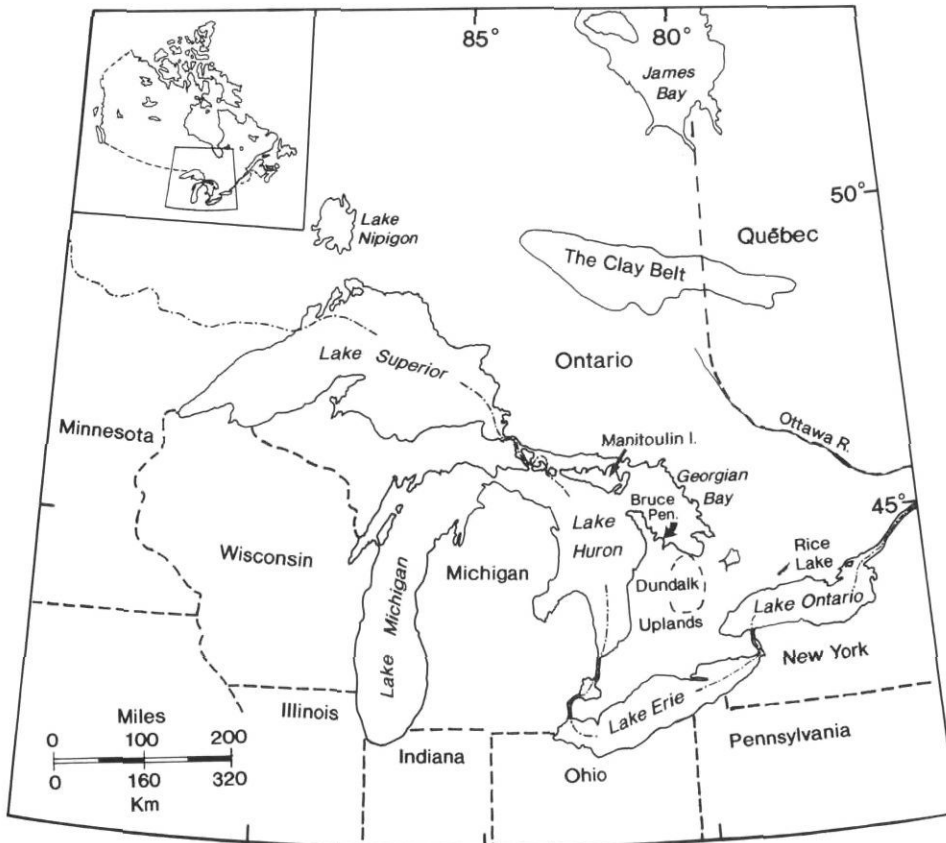 85°
80°
James
Bay
50°
Lake
Nipigon
Québec
The Clay Belt
Lake Superior
Ontario
Minnesota
Ottawa R.
Manitoulin I.
Georgian
Bay
Bruce
Pen.
45°
Lake
Huron
Wisconsin
Michigan
Rice
Lake
Dundalk
Uplands
Lake Michigan
Lake Ontario
New York
Lake Erie
Illinois
Indiana
Ohio
Pennsylvania
Miles
0 100 200
0 160 320
Km